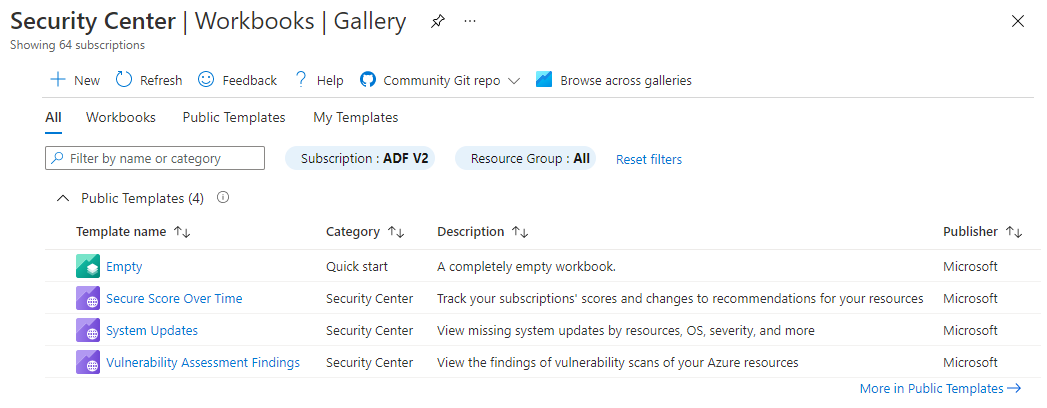 Security Center | Workbooks | Gallery
Showing 64 subscriptions
New Refresh Feedback Help Community Git repo Browse across galleries
All Workbooks Public Templates My Templates
Filter by name or category Subscription : ADF V2 Resource Group : All Reset filters
Public Templates (4)
Template name Category Description Publisher
Empty Quick start A completely empty workbook. Microsoft
Secure Score Over Time Security Center Track your subscriptions' scores and changes to recommendations for your resources Microsoft
System Updates Security Center View missing system updates by resources, OS, severity, and more Microsoft
Vulnerability Assessment Findings Security Center View the findings of vulnerability scans of your Azure resources Microsoft
More in Public Templates